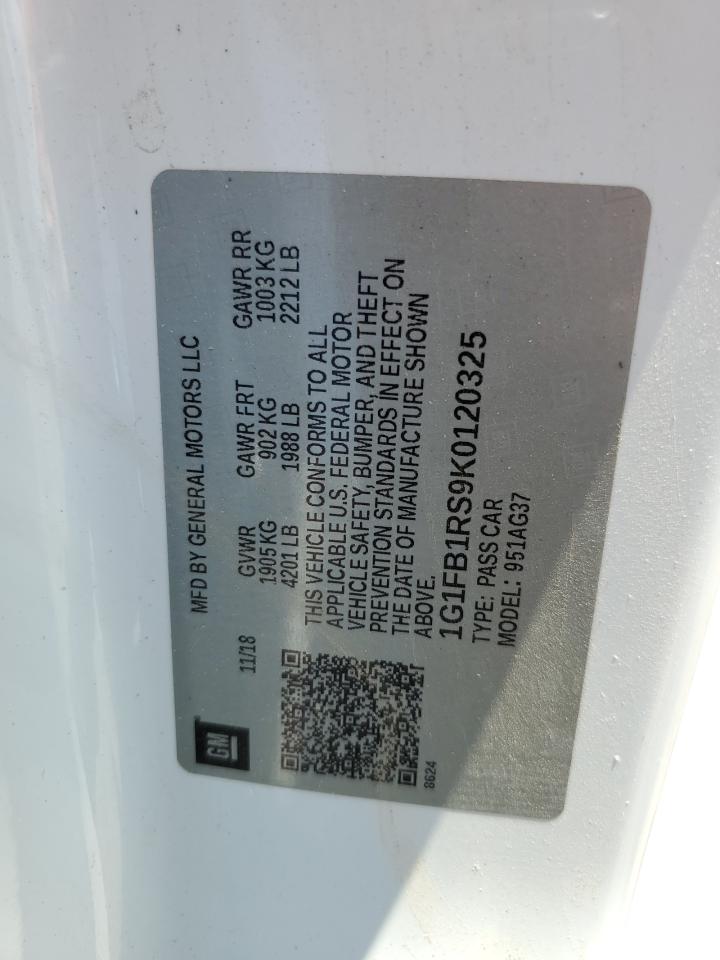 GM
MFD BY GENERAL MOTORS LLC
11/18
GVWR GAWR FRT GAWR RR
1905 KG 902 KG 1003 KG
4201 LB 1988 LB 2212 LB
THIS VEHICLE CONFORMS TO ALL
APPLICABLE U.S. FEDERAL MOTOR
VEHICLE SAFETY, BUMPER, AND THEFT
PREVENTION STANDARDS IN EFFECT ON
THE DATE OF MANUFACTURE SHOWN
ABOVE.
1G1FB1RS9K0120325
TYPE: PASS CAR
MODEL: 951AG37
8624